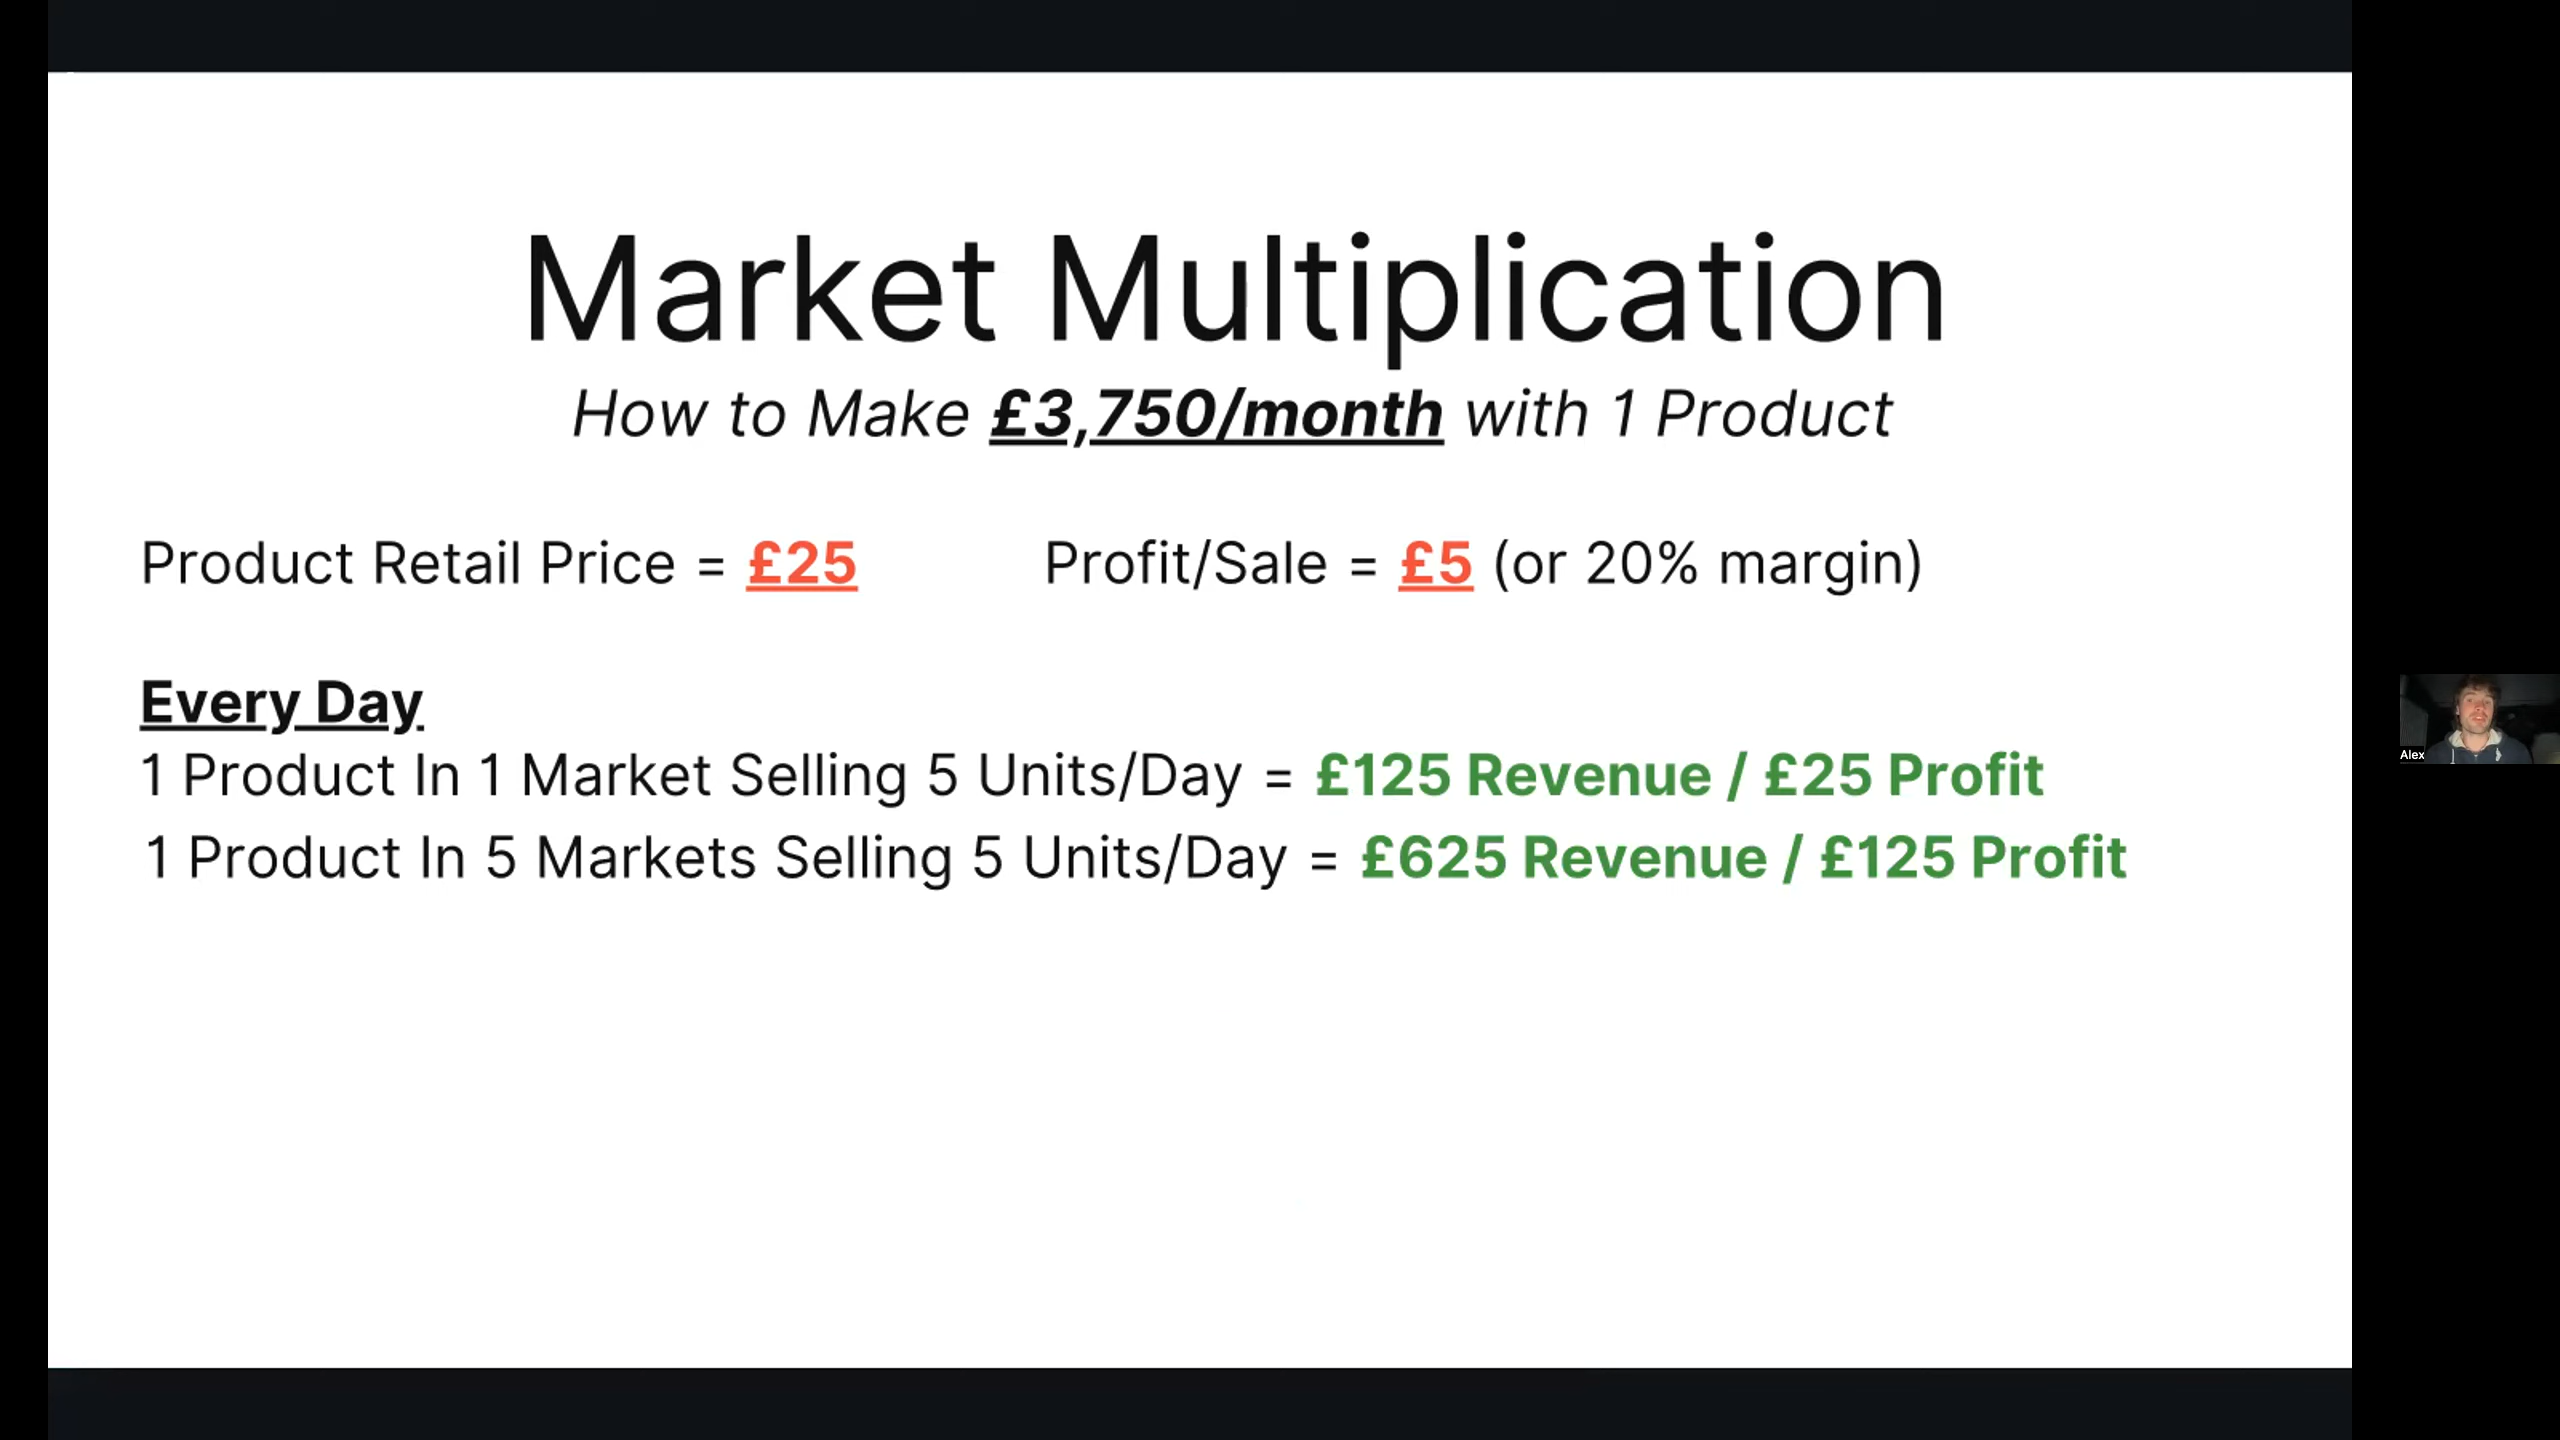 Market Multiplication
How to Make £3,750/month with 1 Product
Product Retail Price = £25
Profit/Sale = £5 (or 20% margin)
Every Day
1 Product In 1 Market Selling 5 Units/Day = £125 Revenue / £25 Profit
1 Product In 5 Markets Selling 5 Units/Day = £625 Revenue / £125 Profit
Alex